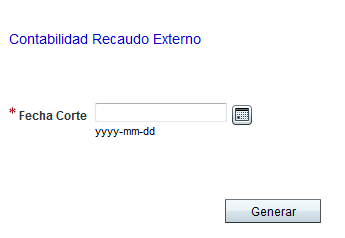 Contabilidad Recaudo Externo
* Fecha Corte
yyyy-mm-dd
Generar